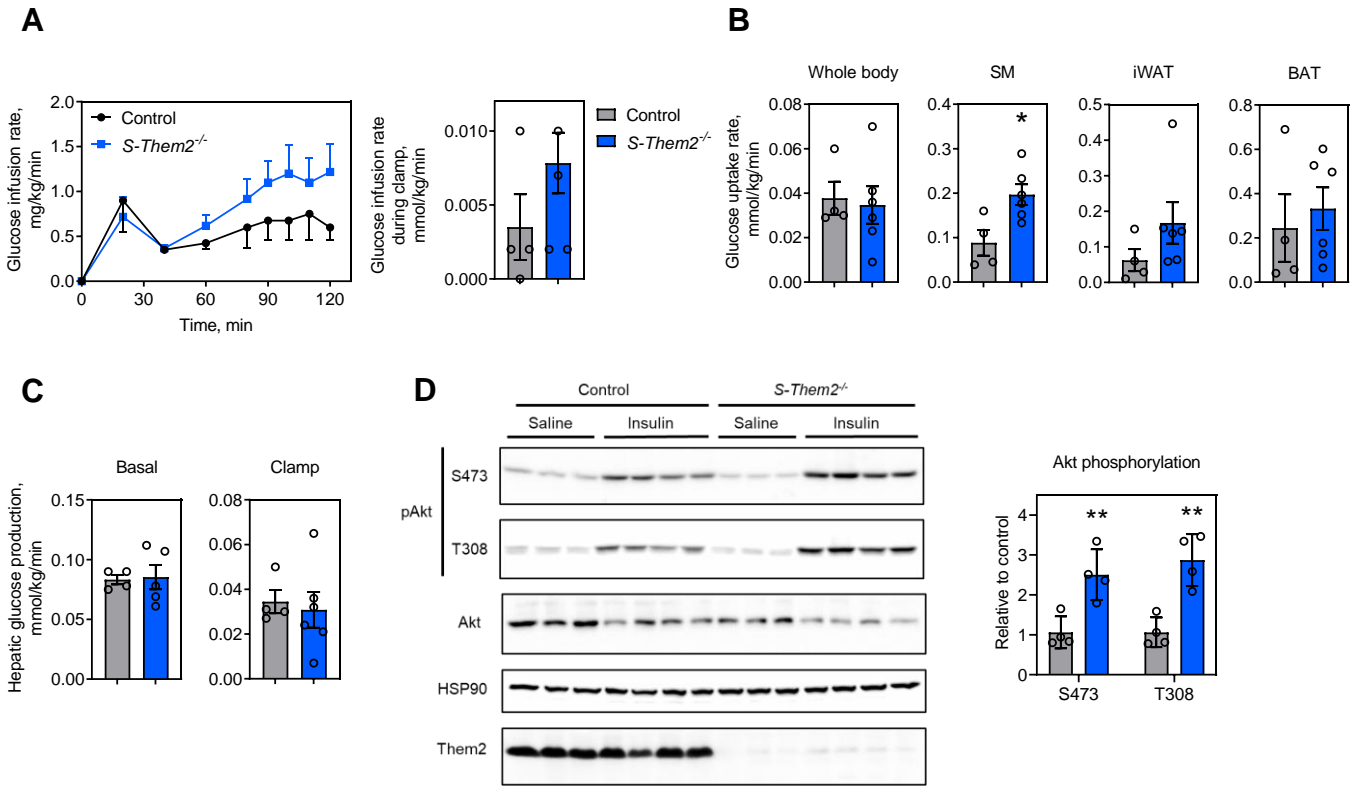 A
Glucose infusion rate,
mg/kg/min
2.0
1.5
1.0
0.5
0.0
Control
S-Them2-/-
0 30 60 90 120
Time, min
Glucose infusion rate
during clamp,
mmol/kg/min
0.010
0.005
0.000
Control
S-Them2-/-
B
Glucose uptake rate,
mmol/kg/min
Whole body
0.08
0.06
0.04
0.02
0.00
SM
0.4
0.3
0.2
0.1
0.0
*
iWAT
0.5
0.4
0.3
0.2
0.1
0.0
BAT
0.8
0.6
0.4
0.2
0.0
C
Hepatic glucose production,
mmol/kg/min
Basal
0.15
0.10
0.05
0.00
Clamp
0.08
0.06
0.04
0.02
0.00
D
Control S-Them2-/-
Saline Insulin Saline Insulin
pAkt
S473
T308
Akt
HSP90
Them2
Akt phosphorylation
Relative to control
4
3
2
1
0
** **
S473 T308